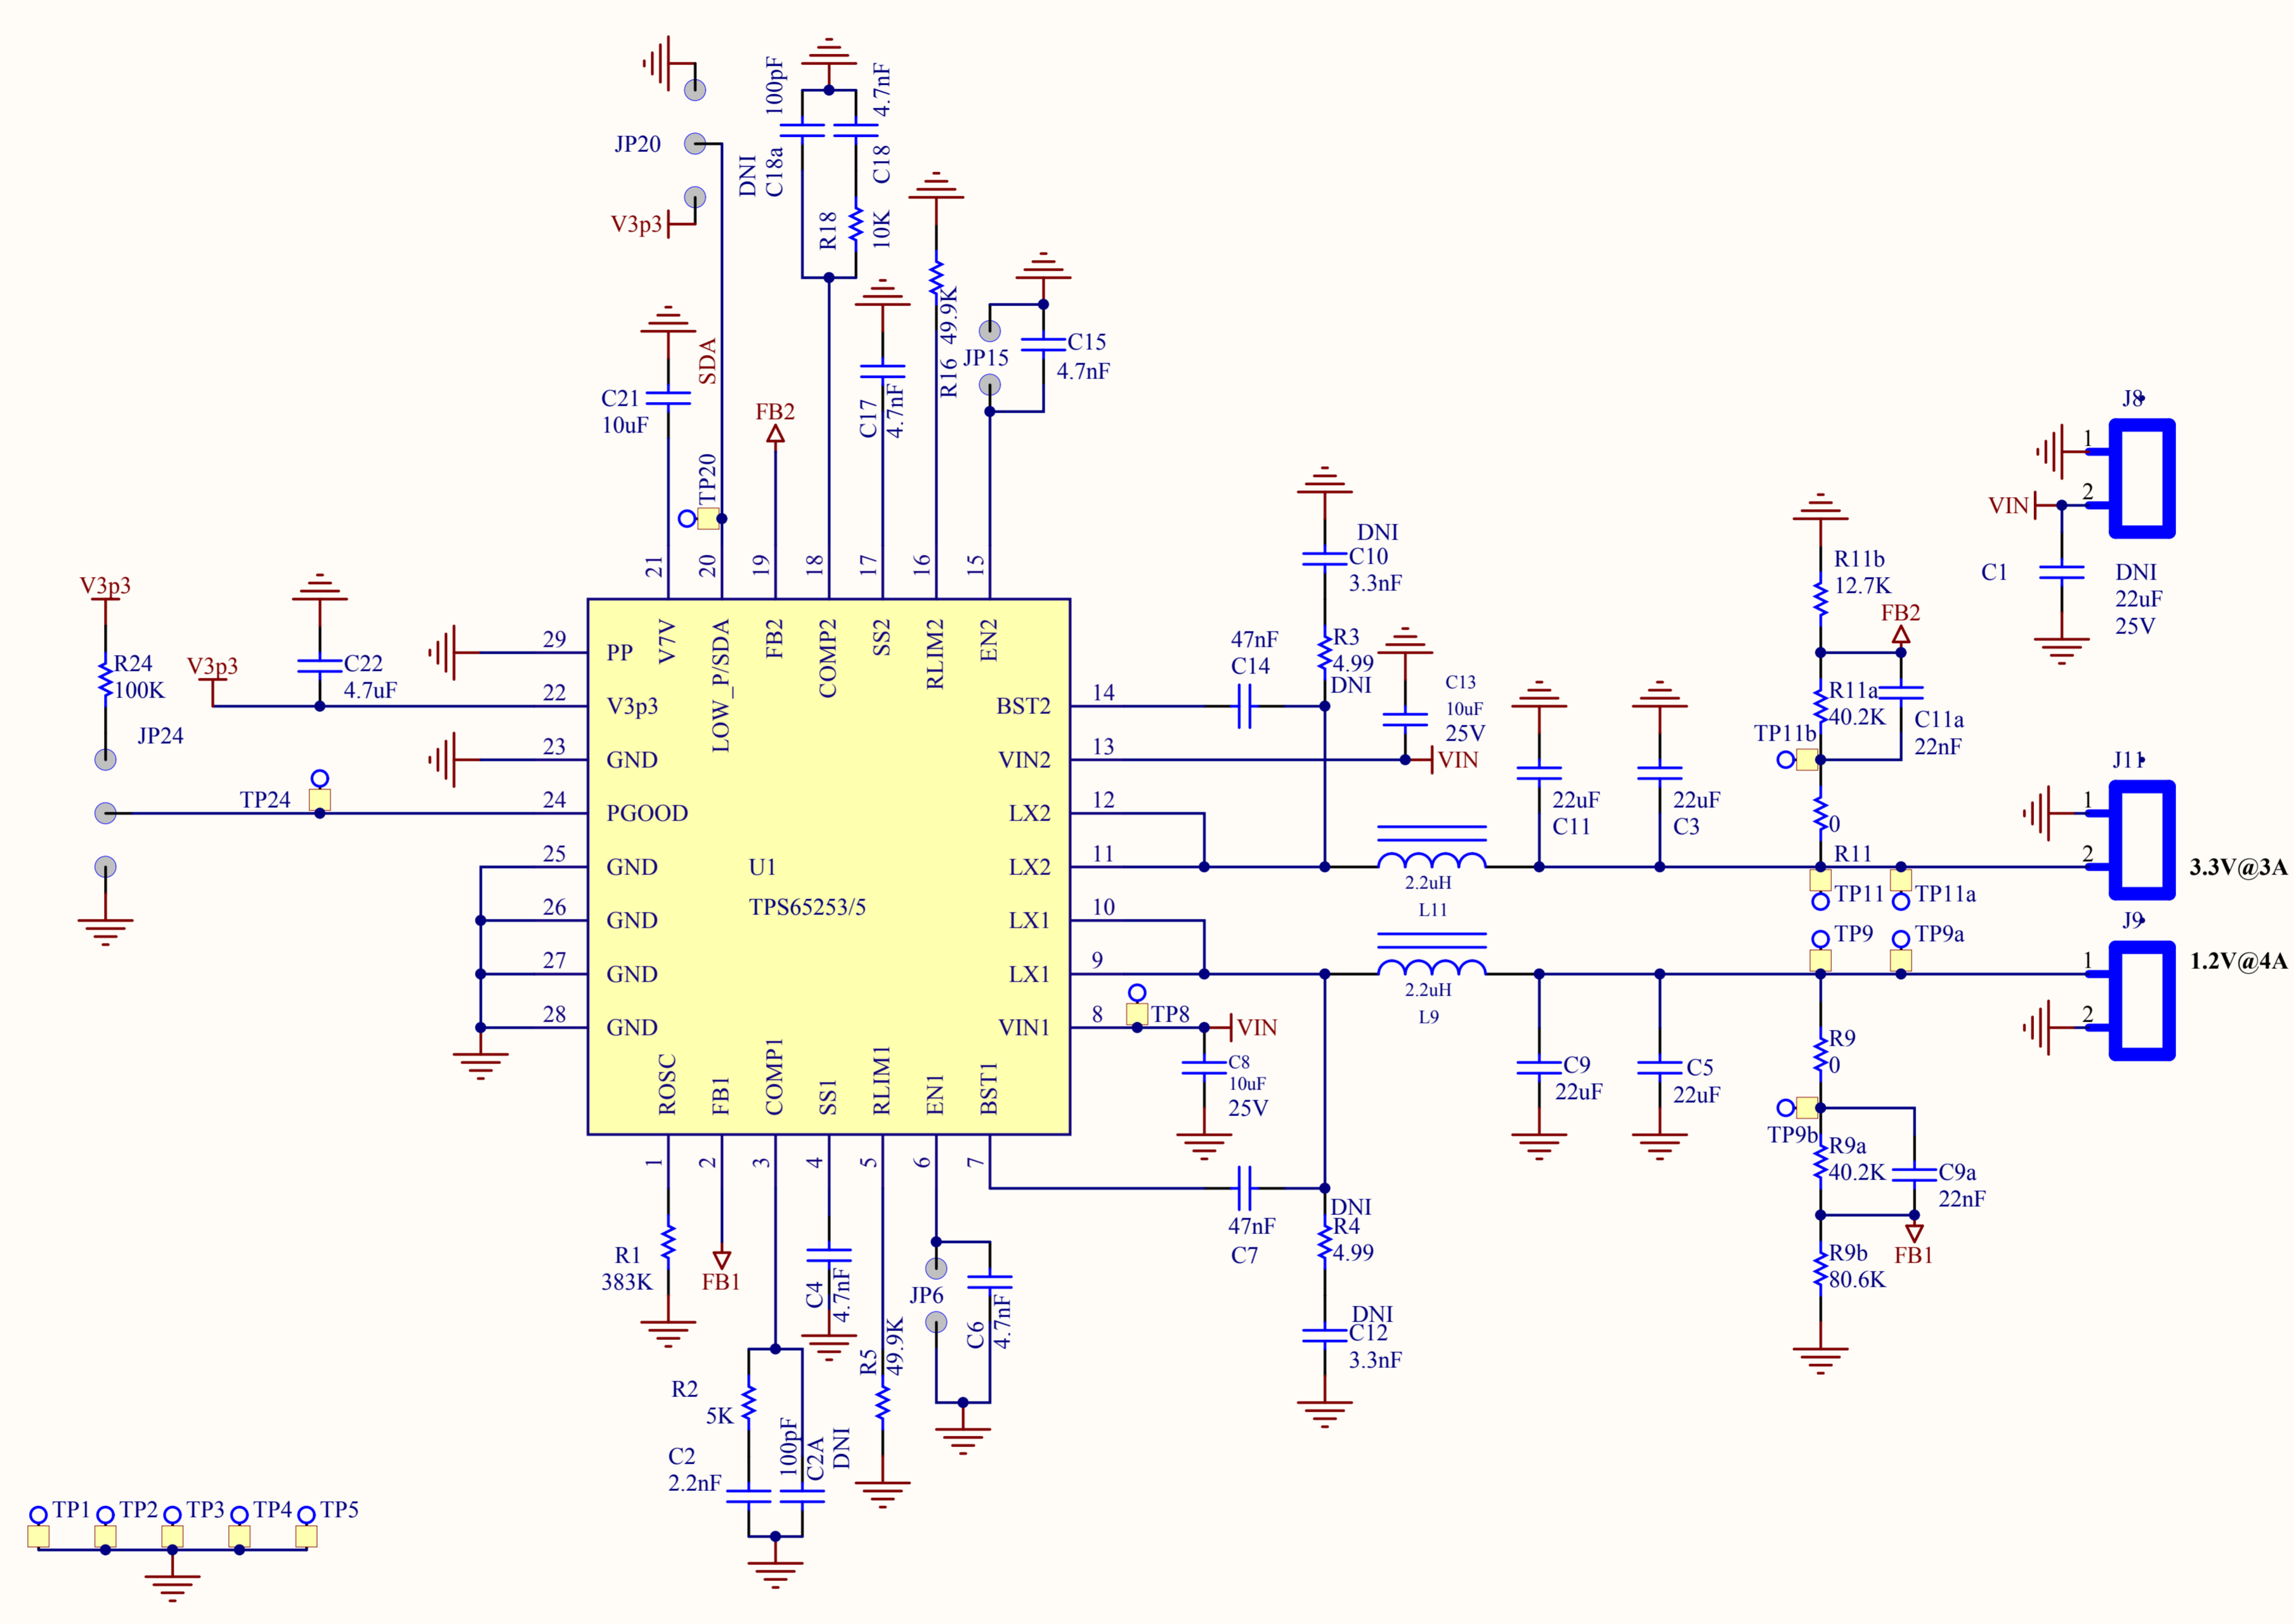 JP20
V3p3
100pF
DNI
C18a
4.7nF
C18
R18
10K
SDA
C21
10uF
TP20
FB2
C17
4.7nF
R16
49.9K
JP15
C15
4.7nF
21
20
19
18
17
16
15
V7V
LOW_P/SDA
FB2
COMP2
SS2
RLIM2
EN2
V3p3
R24
100K
JP24
V3p3
C22
4.7uF
TP24
29
22
23
24
25
26
27
28
PP
V3p3
GND
PGOOD
GND
GND
GND
GND
U1
TPS65253/5
BST2
VIN2
LX2
LX2
LX1
LX1
VIN1
14
13
12
11
10
9
8
ROSC
FB1
COMP1
SS1
RLIM1
EN1
BST1
1
2
3
4
5
6
7
R1
383K
FB1
C4
4.7nF
R5
49.9K
JP6
C6
4.7nF
R2
5K
C2
2.2nF
100pF
C2A
DNI
DNI
C10
3.3nF
R3
4.99
DNI
47nF
C14
C13
10uF
25V
VIN
22uF
C11
22uF
C3
2.2uH
L11
2.2uH
L9
TP8
VIN
C8
10uF
25V
47nF
C7
DNI
R4
4.99
DNI
C12
3.3nF
C9
22uF
C5
22uF
R11b
12.7K
FB2
R11a
40.2K
C11a
22nF
TP11b
0
R11
TP11
TP11a
TP9
TP9a
R9
0
TP9b
R9a
40.2K
C9a
22nF
FB1
R9b
80.6K
J8
1
2
VIN
C1
DNI
22uF
25V
J11
1
2
3.3V@3A
J9
1
2
1.2V@4A
TP1
TP2
TP3
TP4
TP5